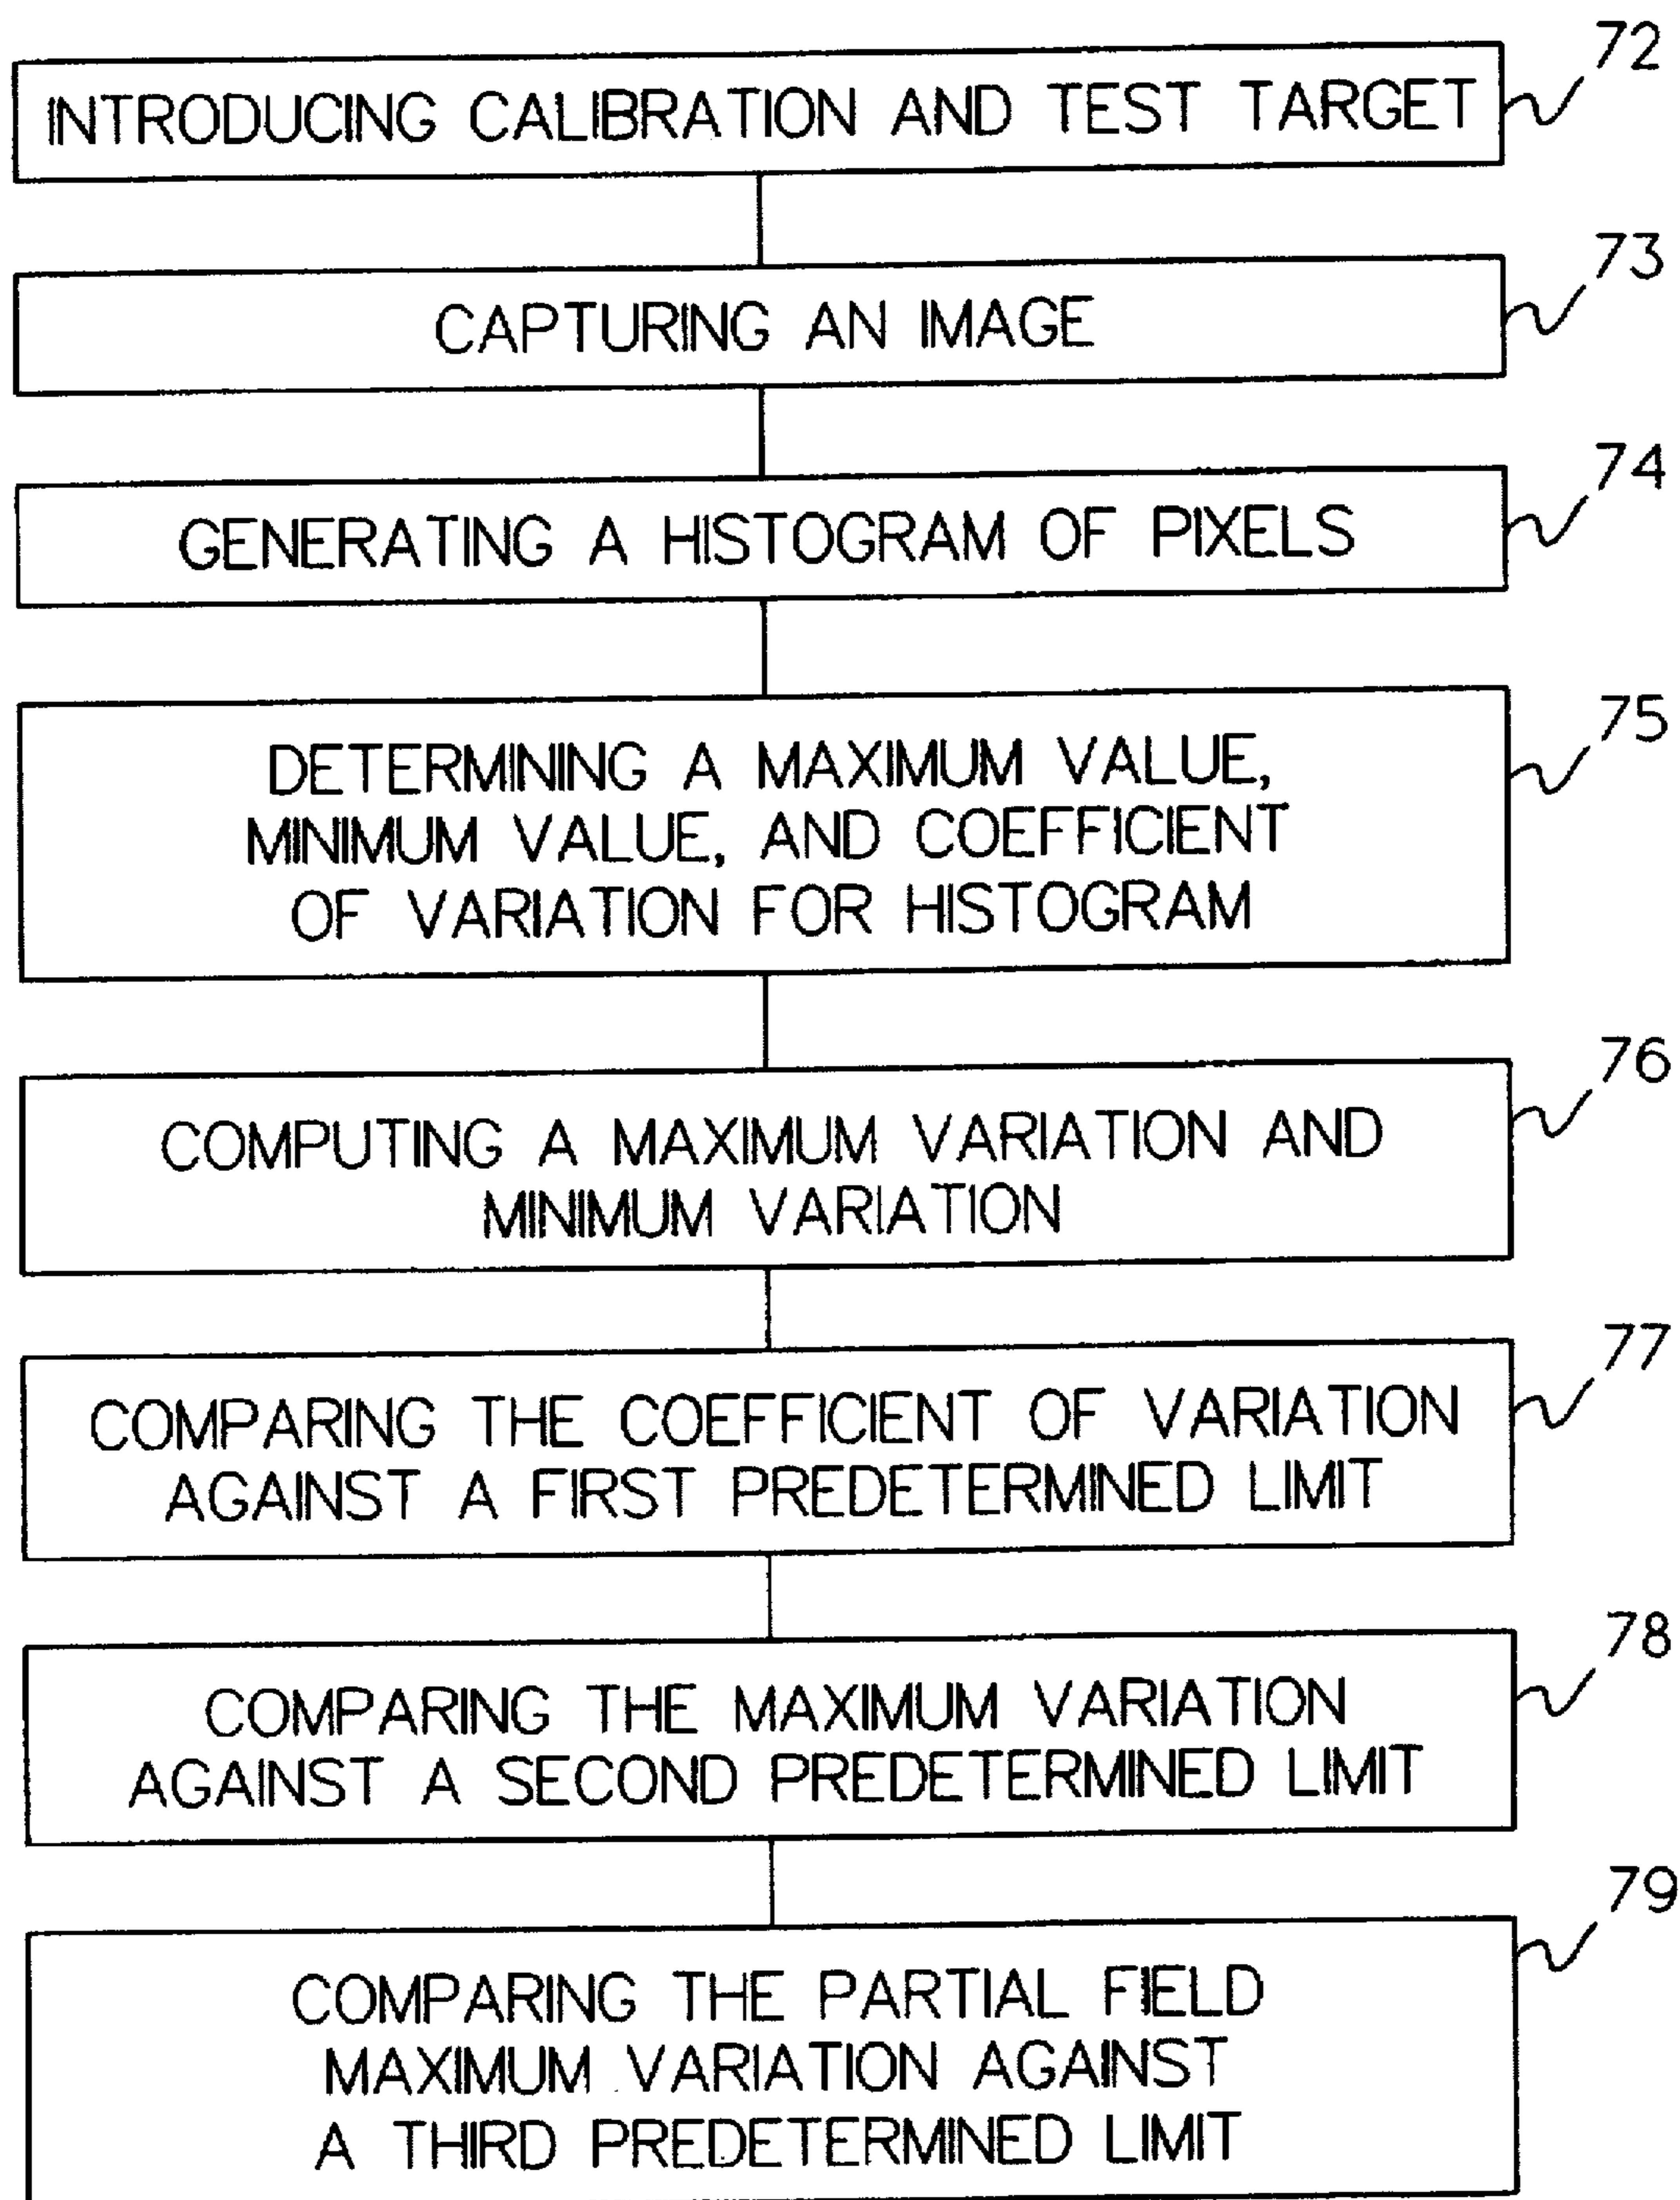 72
INTRODUCING CALIBRATION AND TEST TARGET
73
CAPTURING AN IMAGE
74
GENERATING A HISTOGRAM OF PIXELS
75
DETERMINING A MAXIMUM VALUE,
MINIMUM VALUE, AND COEFFICIENT
OF VARIATION FOR HISTOGRAM
76
COMPUTING A MAXIMUM VARIATION AND
MINIMUM VARIATION
77
COMPARING THE COEFFICIENT OF VARIATION
AGAINST A FIRST PREDETERMINED LIMIT
78
COMPARING THE MAXIMUM VARIATION
AGAINST A SECOND PREDETERMINED LIMIT
79
COMPARING THE PARTIAL FIELD
MAXIMUM VARIATION AGAINST
A THIRD PREDETERMINED LIMIT